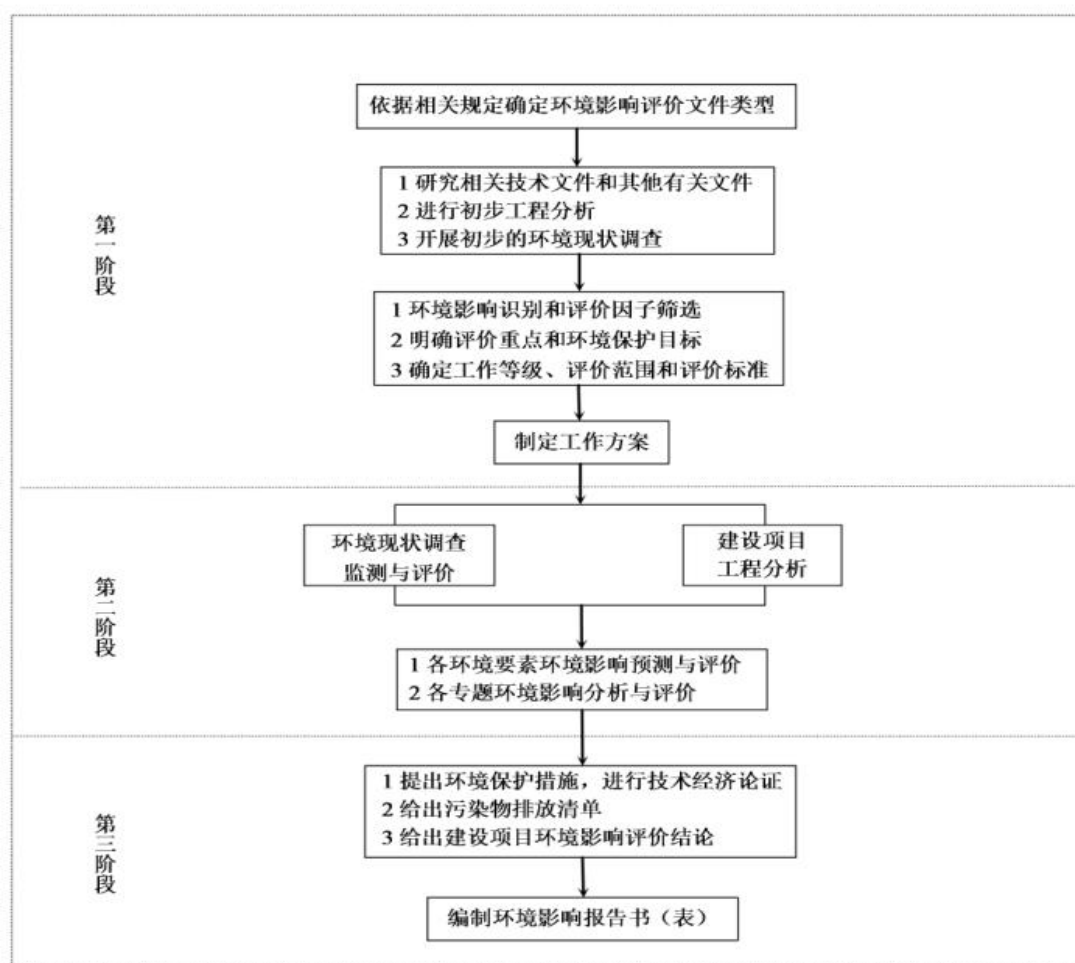 依据相关规定确定环境影响评价文件类型
1 研究相关技术文件和其他有关文件
2 进行初步工程分析
3 开展初步的环境现状调查
第一阶段
1 环境影响识别和评价因子筛选
2 明确评价重点和环境保护目标
3 确定工作等级、评价范围和评价标准
制定工作方案
环境现状调查
监测与评价
建设项目
工程分析
第二阶段
1 各环境要素环境影响预测与评价
2 各专题环境影响分析与评价
1 提出环境保护措施，进行技术经济论证
2 给出污染物排放清单
3 给出建设项目环境影响评价结论
第三阶段
编制环境影响报告书（表）